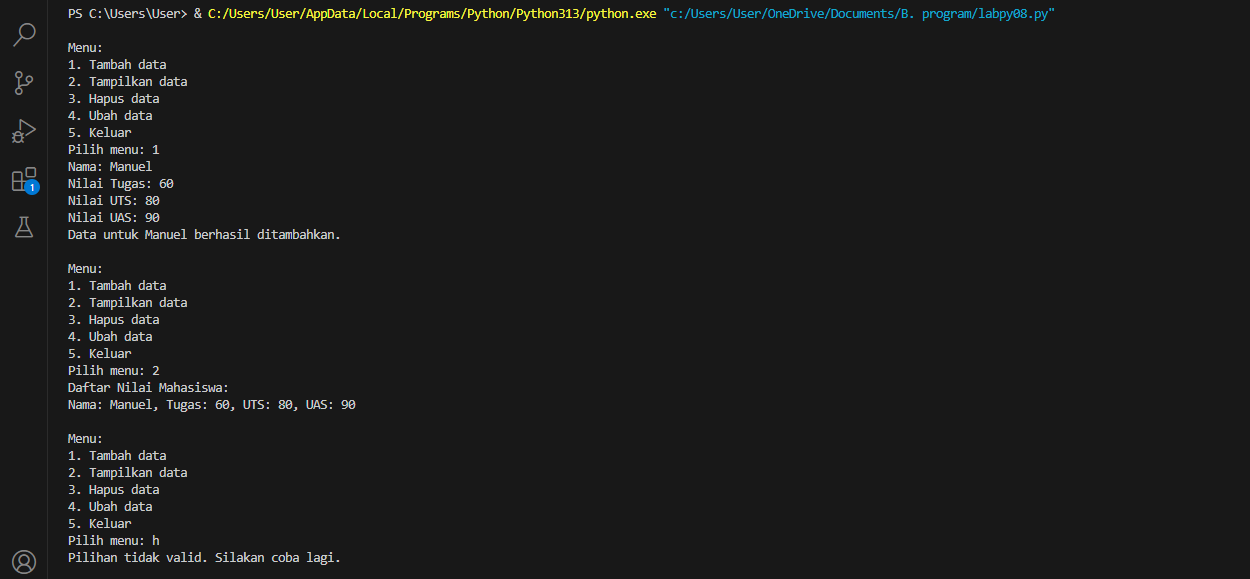 PS C:\Users\User> & C:/Users/User/AppData/Local/Programs/Python/Python313/python.exe "c:/Users/User/OneDrive/Documents/B. program/labpy08.py"
Menu:
1. Tambah data
2. Tampilkan data
3. Hapus data
4. Ubah data
5. Keluar
Pilih menu: 1
Nama: Manuel
Nilai Tugas: 60
Nilai UTS: 80
Nilai UAS: 90
Data untuk Manuel berhasil ditambahkan.
Menu:
1. Tambah data
2. Tampilkan data
3. Hapus data
4. Ubah data
5. Keluar
Pilih menu: 2
Daftar Nilai Mahasiswa:
Nama: Manuel, Tugas: 60, UTS: 80, UAS: 90
Menu:
1. Tambah data
2. Tampilkan data
3. Hapus data
4. Ubah data
5. Keluar
Pilih menu: h
Pilihan tidak valid. Silakan coba lagi.
1